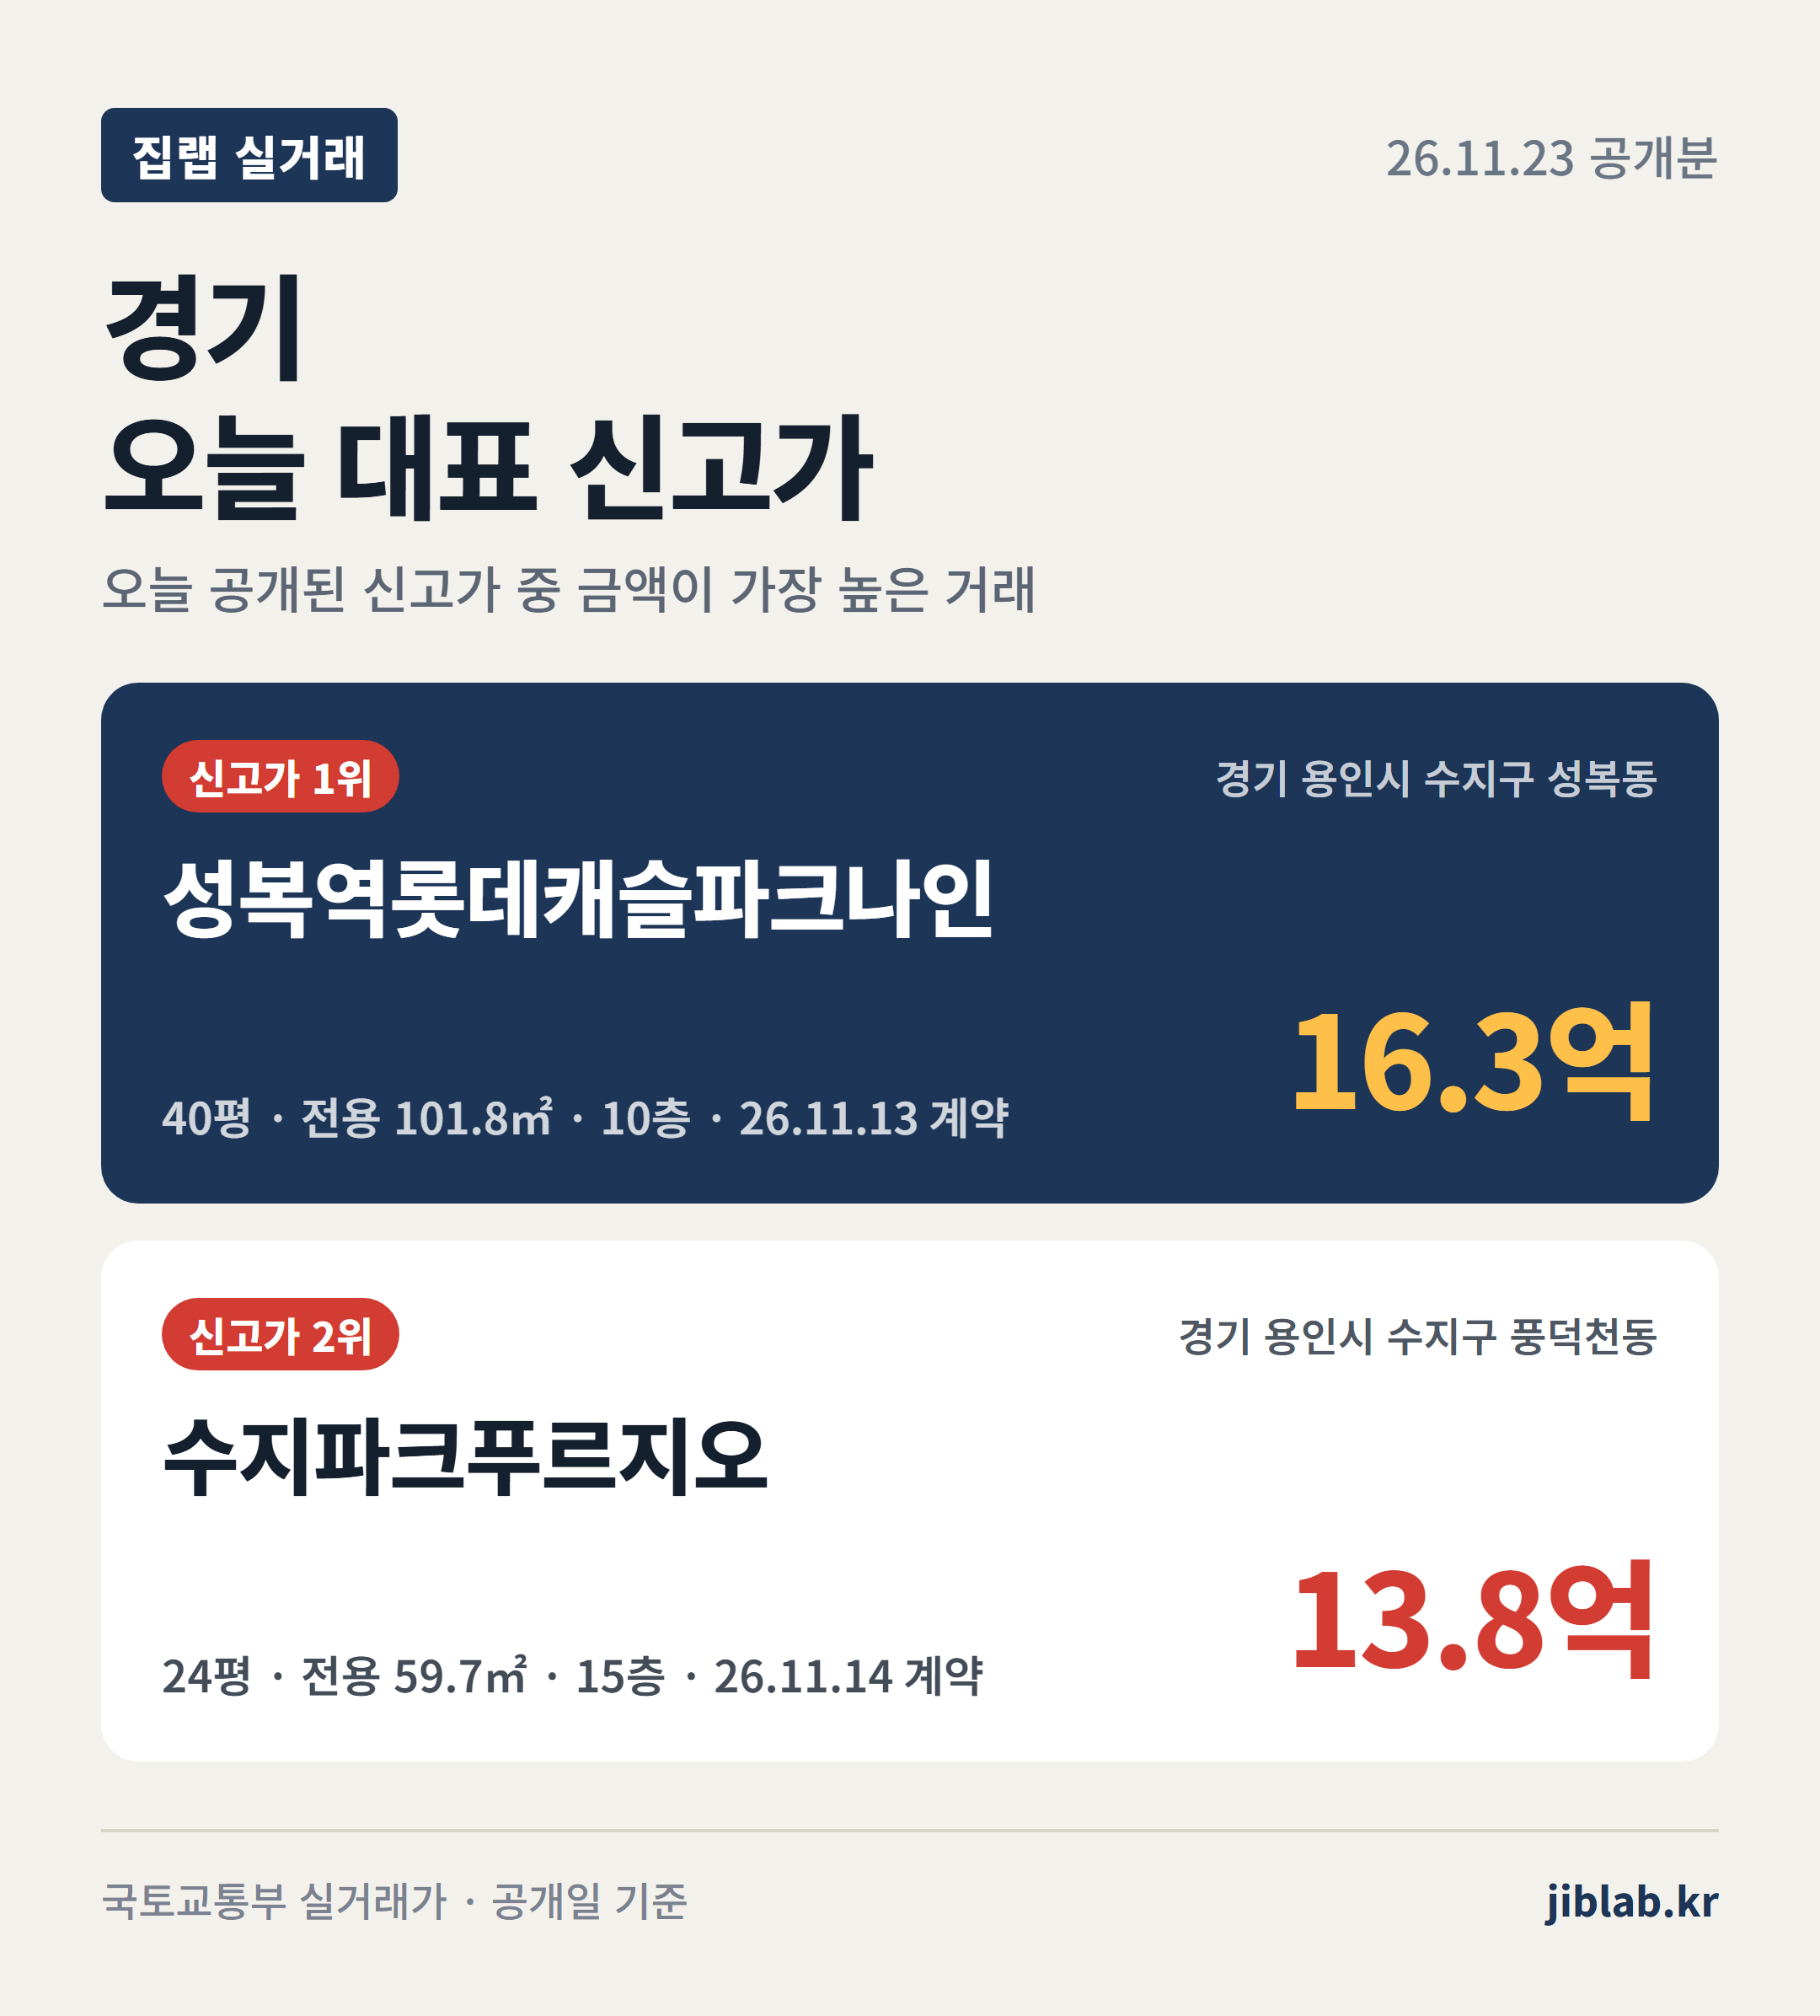 집랩 실거래
26.11.23 공개분
경기
오늘 대표 신고가
오늘 공개된 신고가 중 금액이 가장 높은 거래
신고가 1위
경기 용인시 수지구 성복동
성복역롯데캐슬파크나인
16.3억
40평 · 전용 101.8㎡ · 10층 · 26.11.13 계약
신고가 2위
경기 용인시 수지구 풍덕천동
수지파크푸르지오
13.8억
24평 · 전용 59.7㎡ · 15층 · 26.11.14 계약
국토교통부 실거래가 · 공개일 기준
jiblab.kr